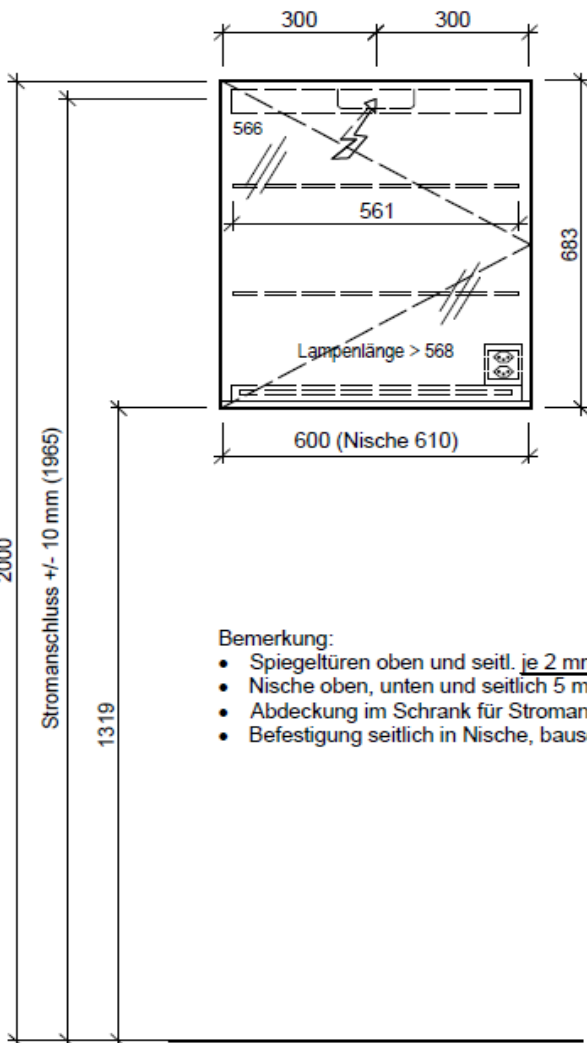 300 300
566
561
683
Lampenlänge > 568
600 (Nische 610)
2000
Stromanschluss +/- 10 mm (1965)
1319
Bemerkung:
• Spiegeltüren oben und seitl. je 2 mm
• Nische oben, unten und seitlich 5 m
• Abdeckung im Schrank für Stroman
• Befestigung seitlich in Nische, baus